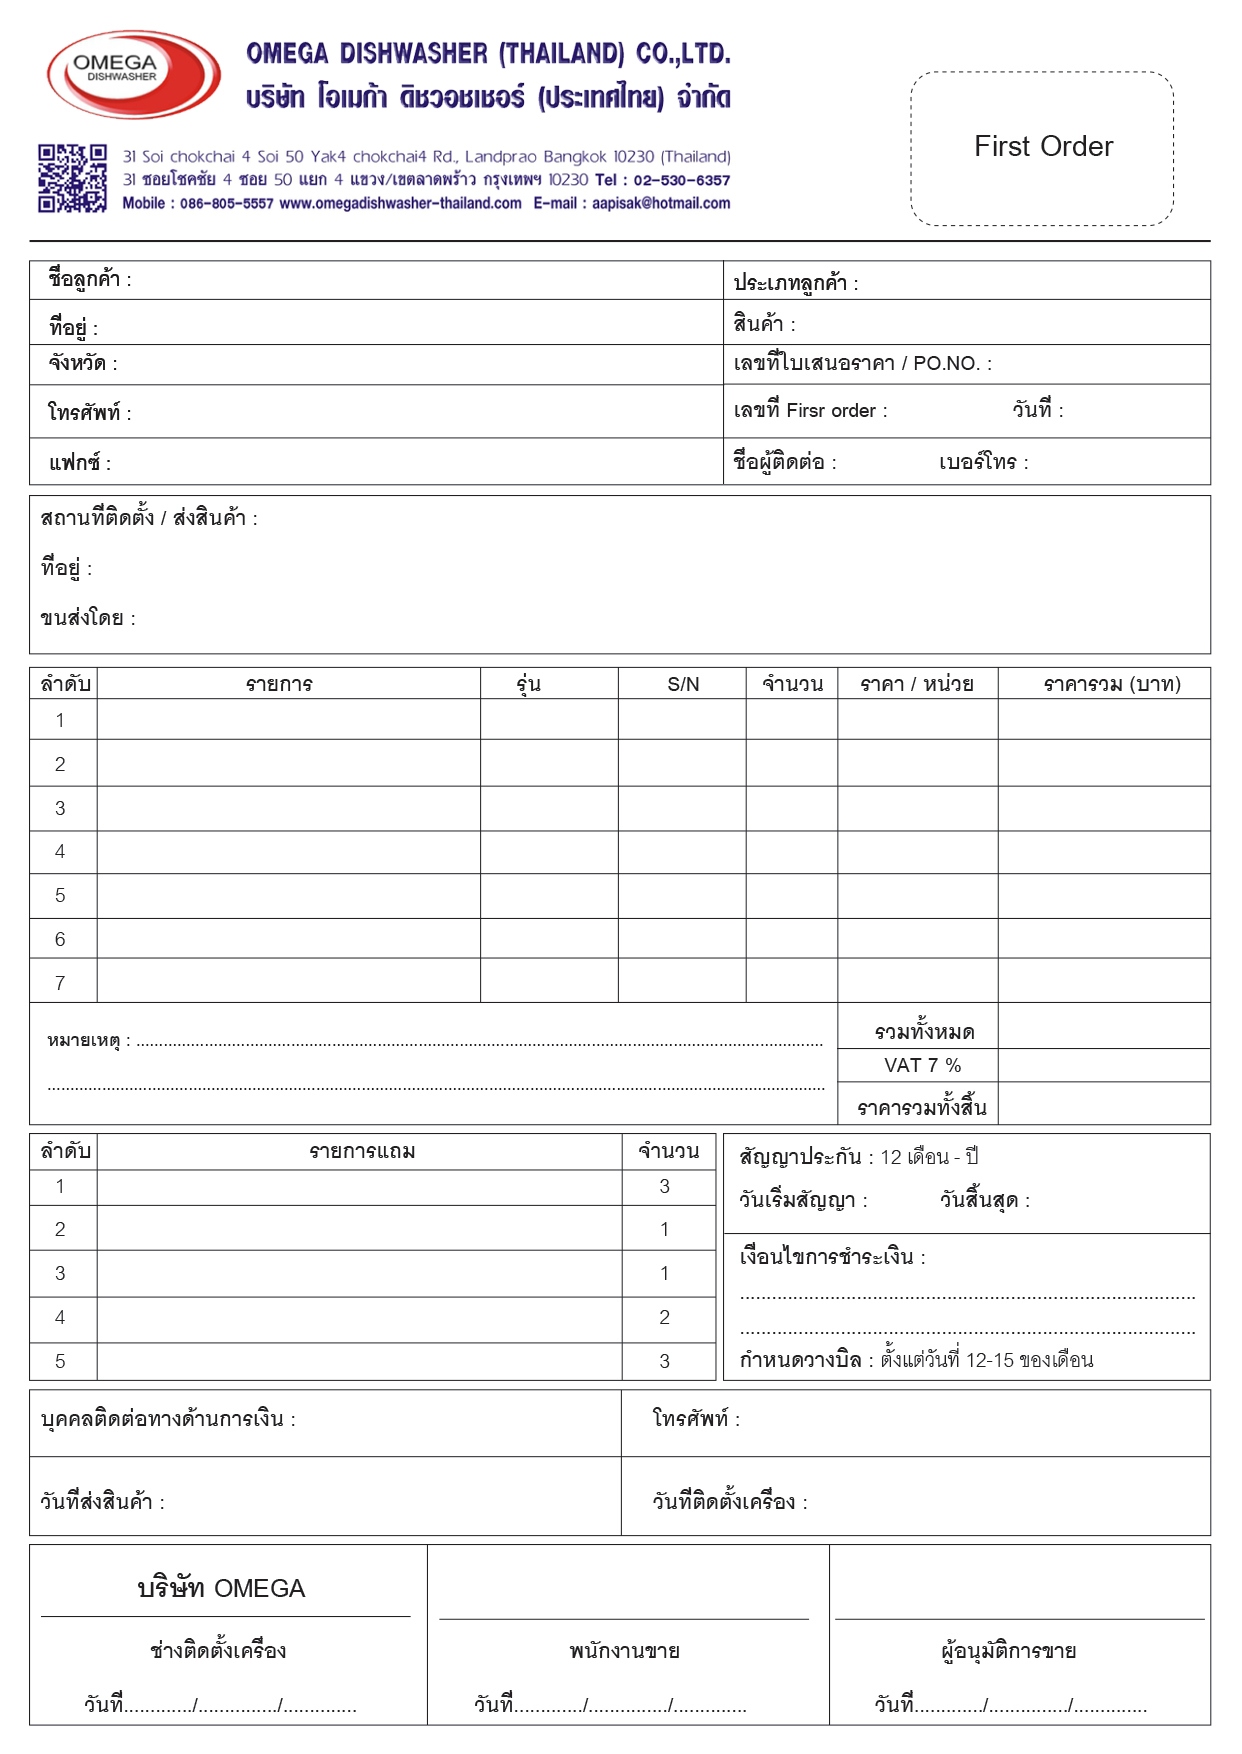 OMEGA
DISHWASHER
OMEGA DISHWASHER (THAILAND) CO.,LTD.
บริษัท โอเมก้า ดิชวอชเชอร์ (ประเทศไทย) จำกัด
31 Soi chokchai 4 Soi 50 Yak4 chokchai4 Rd., Landprao Bangkok 10230 (Thailand)
31 ซอยโชคชัย 4 ซอย 50 แยก 4 แขวง/เขตลาดพร้าว กรุงเทพฯ 10230 Tel : 02-530-6357
Mobile : 086-805-5557 www.omegadishwasher-thailand.com E-mail : aapisak@hotmail.com
First Order
ชื่อลูกค้า : ประเภทลูกค้า :
ที่อยู่ : สินค้า :
จังหวัด : เลขที่ใบเสนอราคา / PO.NO. :
โทรศัพท์ : เลขที่ Firsr order : วันที่ :
แฟกซ์ : ชื่อผู้ติดต่อ : เบอร์โทร :
สถานที่ติดตั้ง / ส่งสินค้า :
ที่อยู่ :
ขนส่งโดย :
ลำดับ รายการ รุ่น S/N จำนวน ราคา / หน่วย ราคารวม (บาท)
1
2
3
4
5
6
7
หมายเหตุ : ........................................ รวมทั้งหมด
VAT 7 %
ราคารวมทั้งสิ้น
ลำดับ รายการแถม จำนวน
1 3
2 1
3 1
4 2
5 3
สัญญาประกัน : 12 เดือน - ปี
วันเริ่มสัญญา : วันสิ้นสุด :
เงื่อนไขการชำระเงิน :
กำหนดวางบิล : ตั้งแต่วันที่ 12-15 ของเดือน
บุคคลติดต่อทางด้านการเงิน : โทรศัพท์ :
วันที่ส่งสินค้า : วันที่ติดตั้งเครื่อง :
บริษัท OMEGA
ช่างติดตั้งเครื่อง พนักงานขาย ผู้อนุมัติการขาย
วันที่............./.............../.............. วันที่............./.............../.............. วันที่............./.............../..............